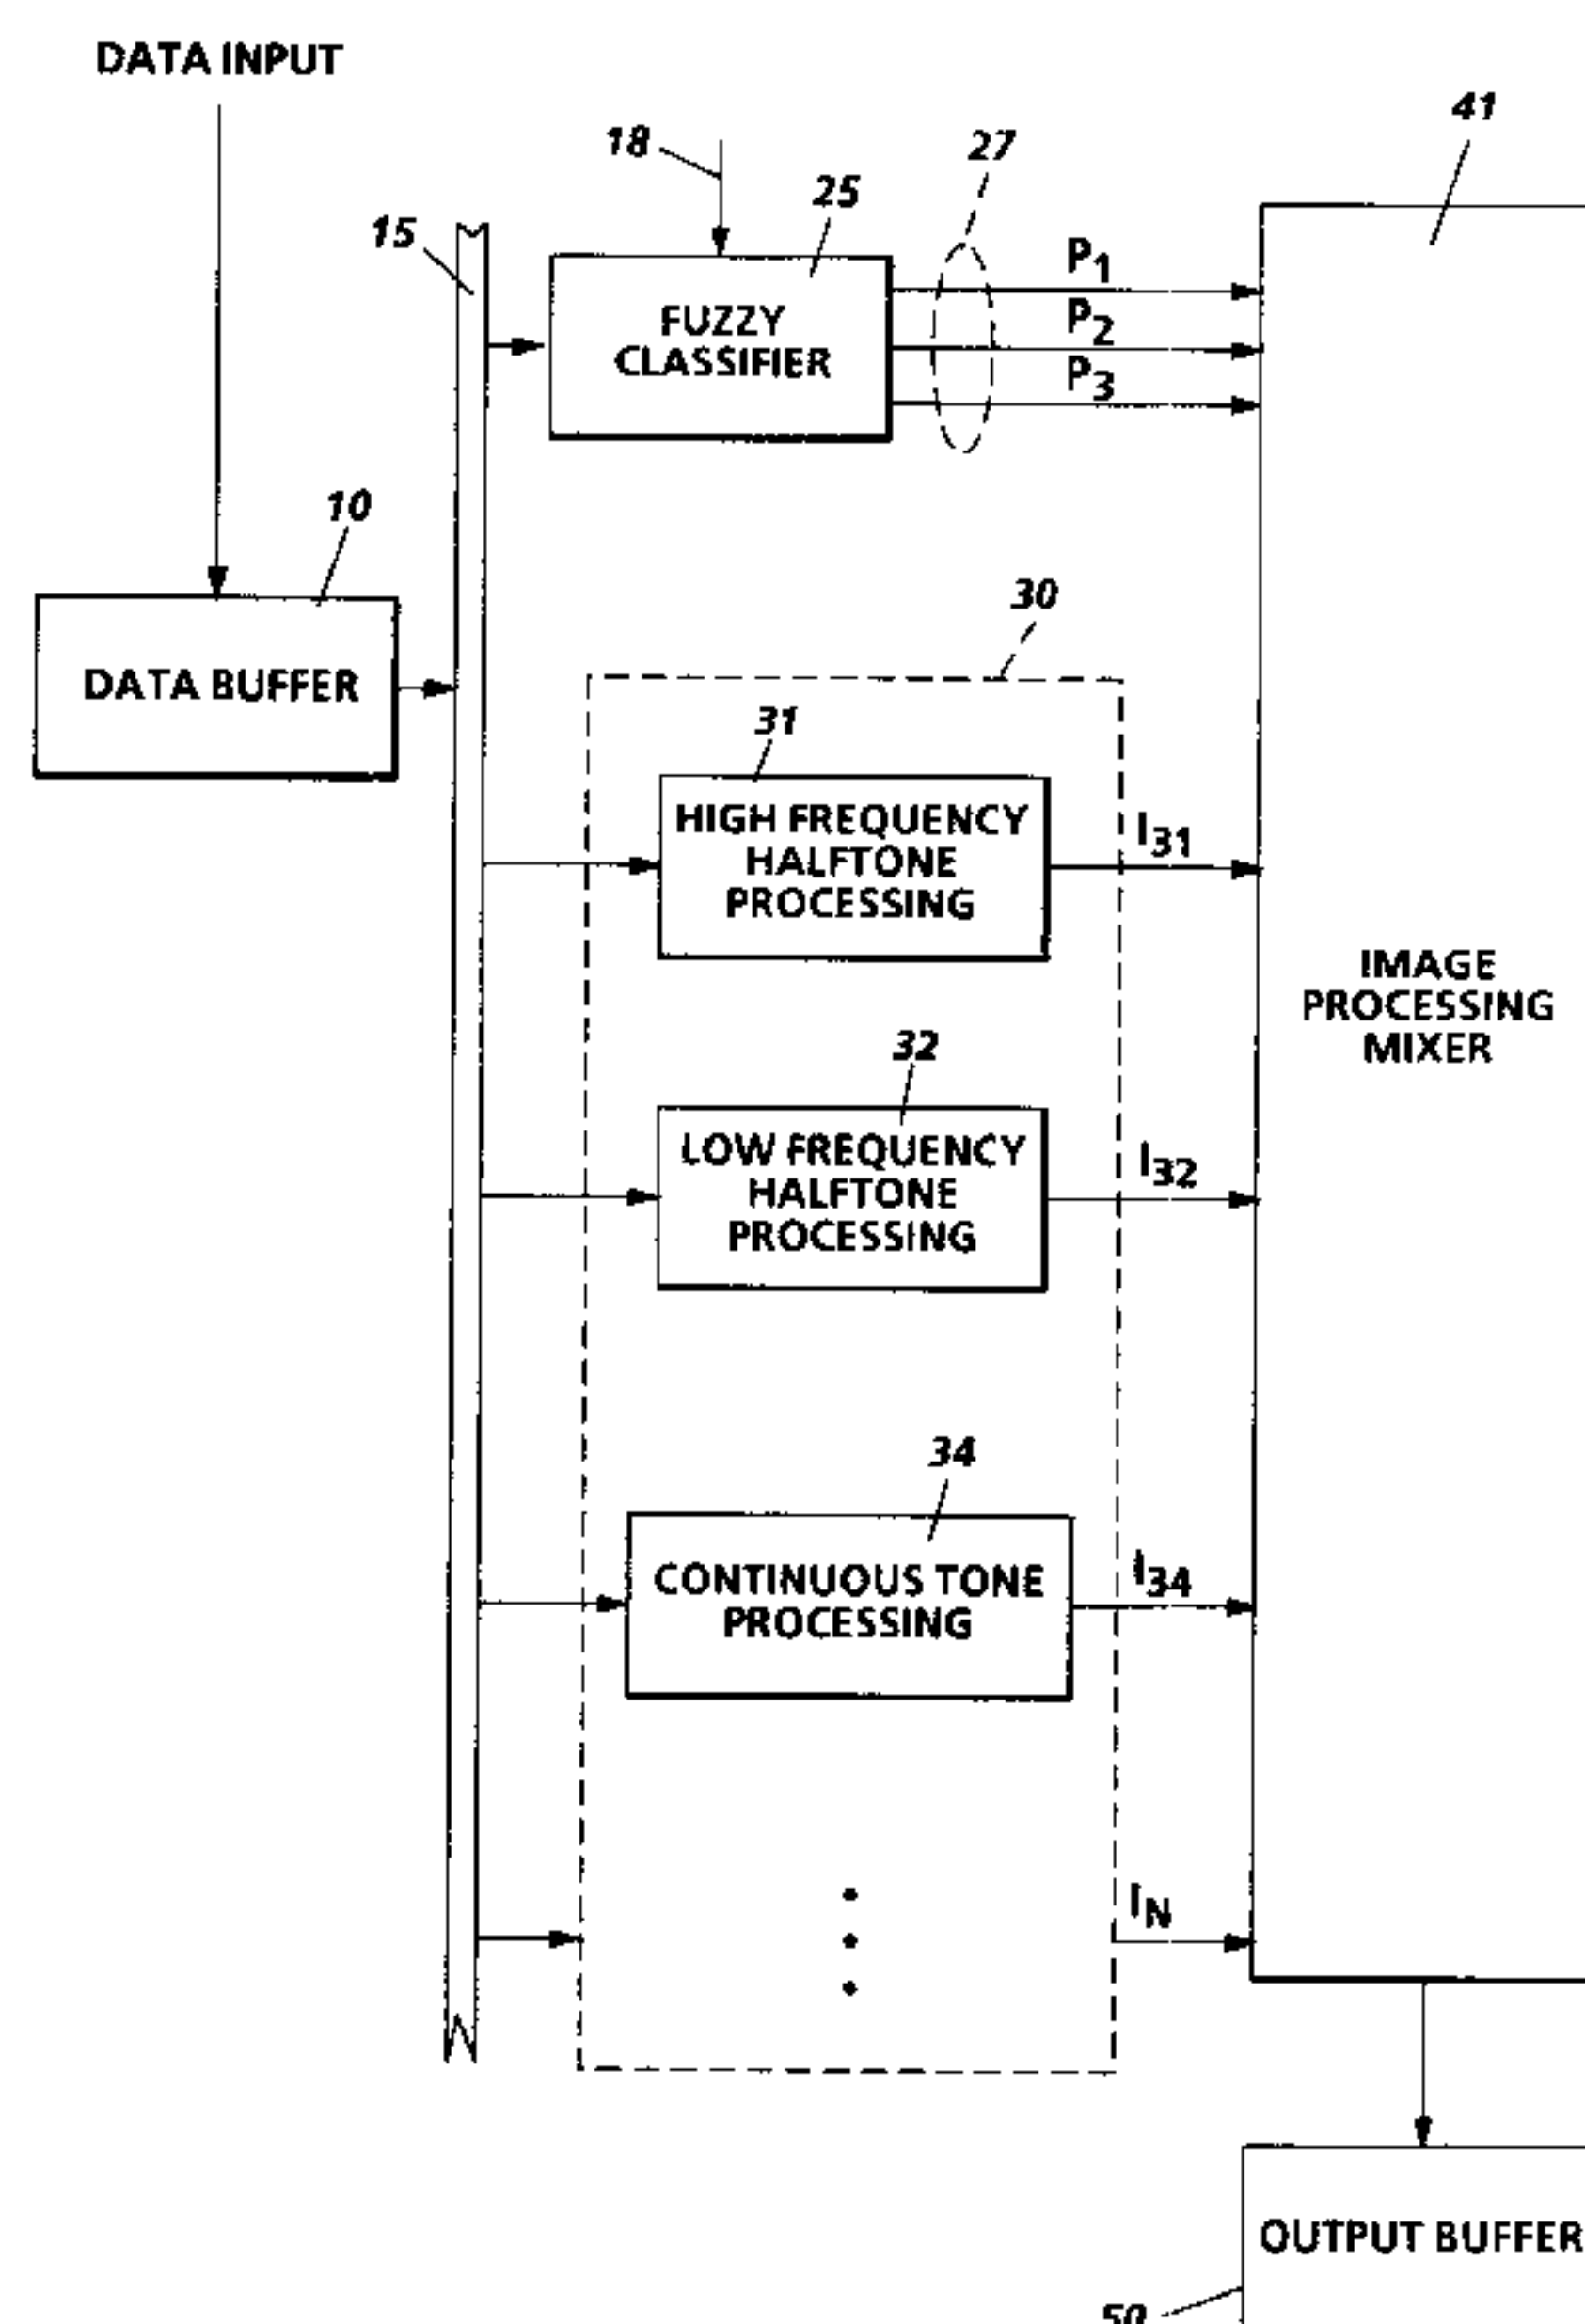 DATA INPUT
41
18
27
25
15
P1
FUZZY
CLASSIFIER
P2
P3
10
30
DATA BUFFER
31
HIGH FREQUENCY
HALFTONE
PROCESSING
I31
IMAGE
PROCESSING
MIXER
32
LOW FREQUENCY
HALFTONE
PROCESSING
I32
34
CONTINUOUS TONE
PROCESSING
I34
IN
OUTPUT BUFFER
50